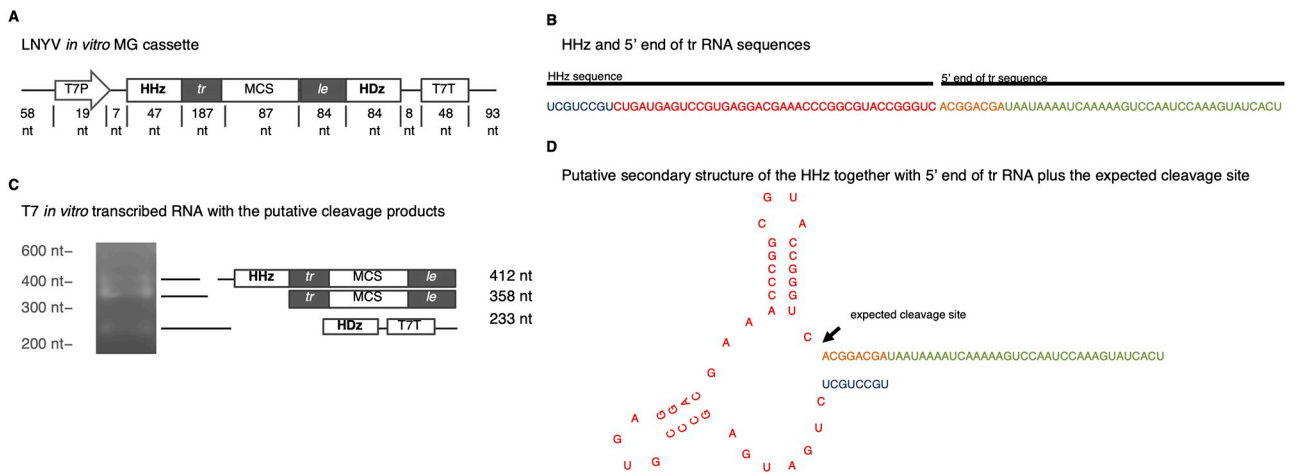 A
LNYV in vitro MG cassette
T7P HHz tr MCS le HDz T7T
58 19 7 47 187 87 84 84 8 48 93
nt nt nt nt nt nt nt nt nt nt nt
B
HHz and 5' end of tr RNA sequences
HHz sequence 5' end of tr sequence
UCGUCCGUCUGAUGAGUCCGUGAGGACGAAACCCGGCGUACCGGGUC ACGGACGAUAAUAAAAUCAAAAAGUCCAAUCCAAAGUAUCACU
C
T7 in vitro transcribed RNA with the putative cleavage products
600 nt–
400 nt–
300 nt–
200 nt–
HHz tr MCS le 412 nt
tr MCS le 358 nt
HDz T7T 233 nt
D
Putative secondary structure of the HHz together with 5' end of tr RNA plus the expected cleavage site
G U
C A
G C
G C
C G
C G
C G
A U
A
A
G
C
expected cleavage site
ACGGACGAUAAUAAAAUCAAAAAGUCCAAUCCAAAGUAUCACU
UCGUCCGU
C
U
G
A
U
G
A
GGAC
CCCG
A
G
U
G